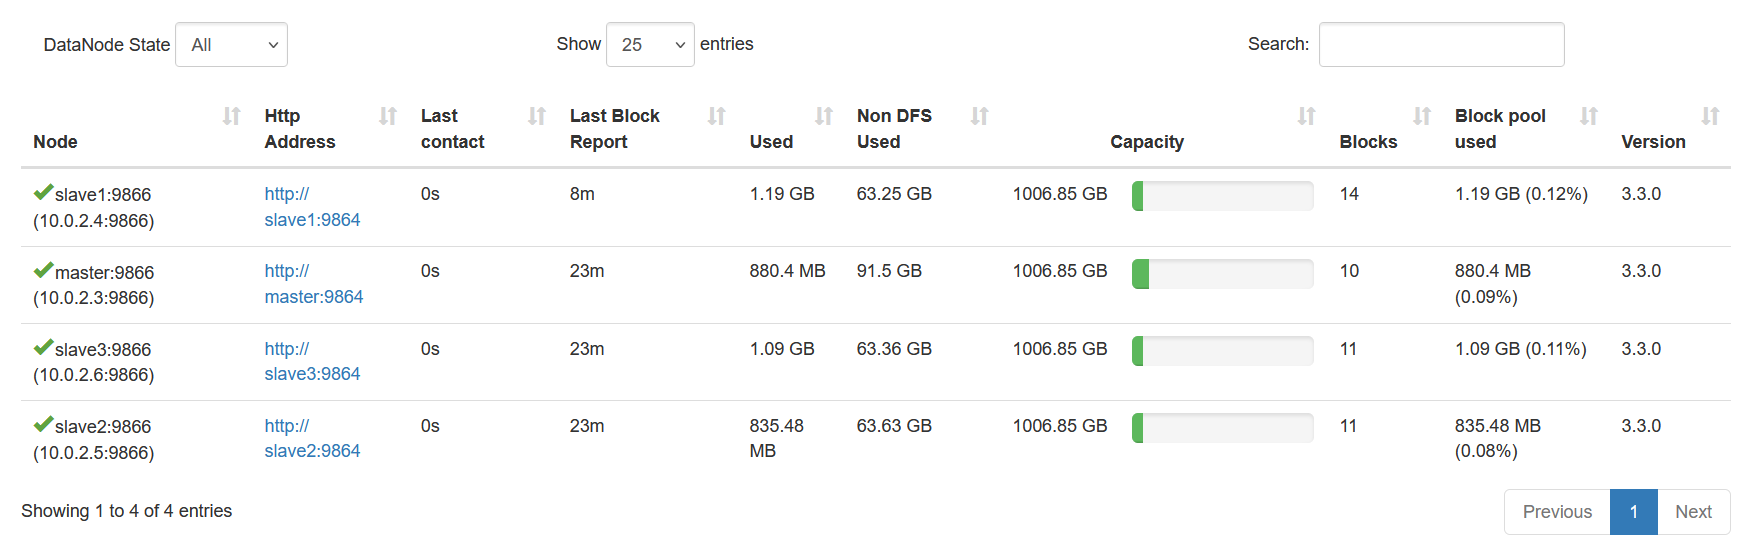 DataNode State All Show 25 entries Search:
Node Http Address Last contact Last Block Report Used Non DFS Used Capacity Blocks Block pool used Version
slave1:9866 (10.0.2.4:9866) http://slave1:9864 0s 8m 1.19 GB 63.25 GB 1006.85 GB 14 1.19 GB (0.12%) 3.3.0
master:9866 (10.0.2.3:9866) http://master:9864 0s 23m 880.4 MB 91.5 GB 1006.85 GB 10 880.4 MB (0.09%) 3.3.0
slave3:9866 (10.0.2.6:9866) http://slave3:9864 0s 23m 1.09 GB 63.36 GB 1006.85 GB 11 1.09 GB (0.11%) 3.3.0
slave2:9866 (10.0.2.5:9866) http://slave2:9864 0s 23m 835.48 MB 63.63 GB 1006.85 GB 11 835.48 MB (0.08%) 3.3.0
Showing 1 to 4 of 4 entries Previous 1 Next